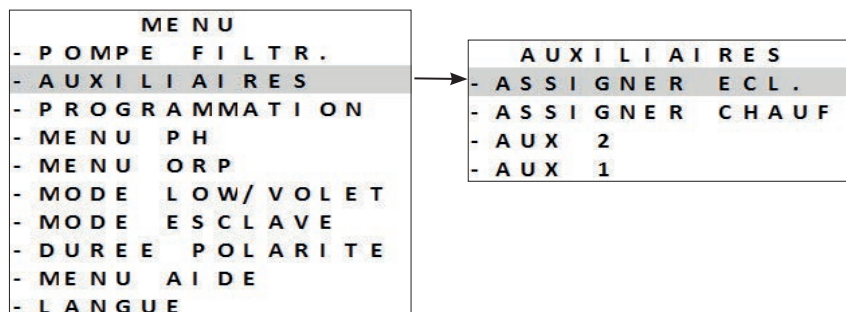 MENU
- POMPE FILTR.
- AUXILIAIRES
- PROGRAMMATION
- MENU PH
- MENU ORP
- MODE LOW/VOLET
- MODE ESCLAVE
- DUREE POLARITE
- MENU AIDE
- LANGUE
AUXILIAIRES
- ASSIGNER ECL.
- ASSIGNER CHAUF
- AUX 2
- AUX 1